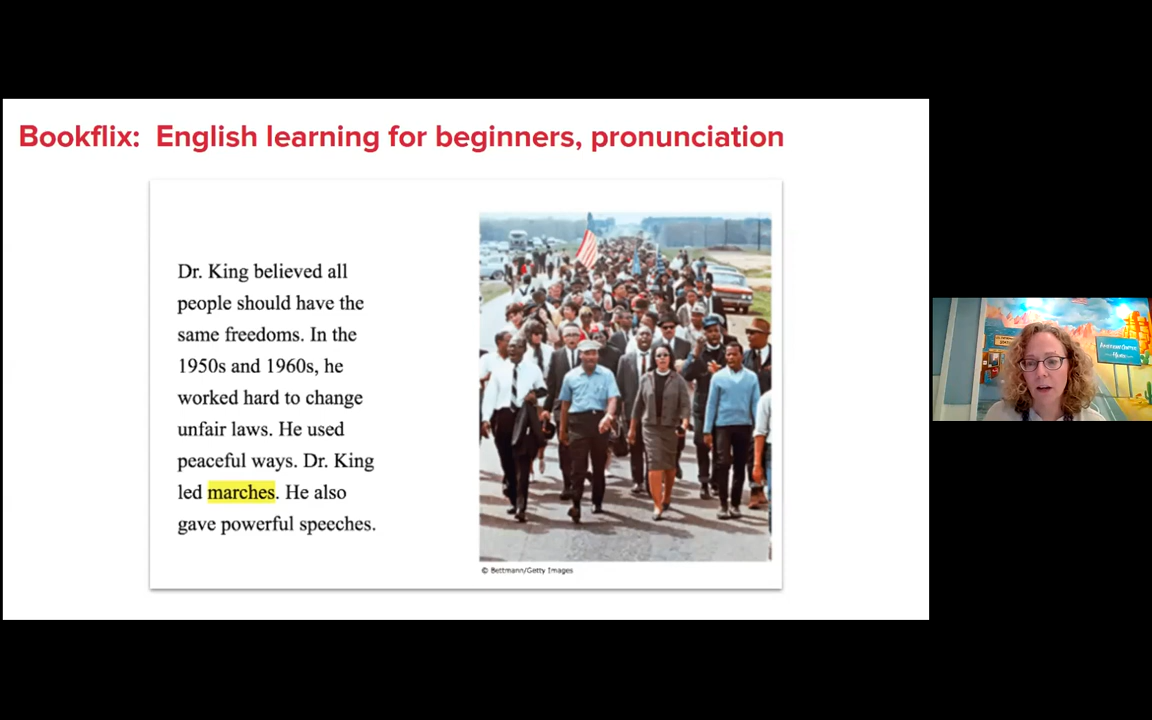 Bookflix:  English learning for beginners, pronunciation
Dr. King believed all
people should have the
same freedoms. In the
1950s and 1960s, he
worked hard to change
unfair laws. He used
peaceful ways. Dr. King
led marches. He also
gave powerful speeches.
© Bettmann/Getty Images